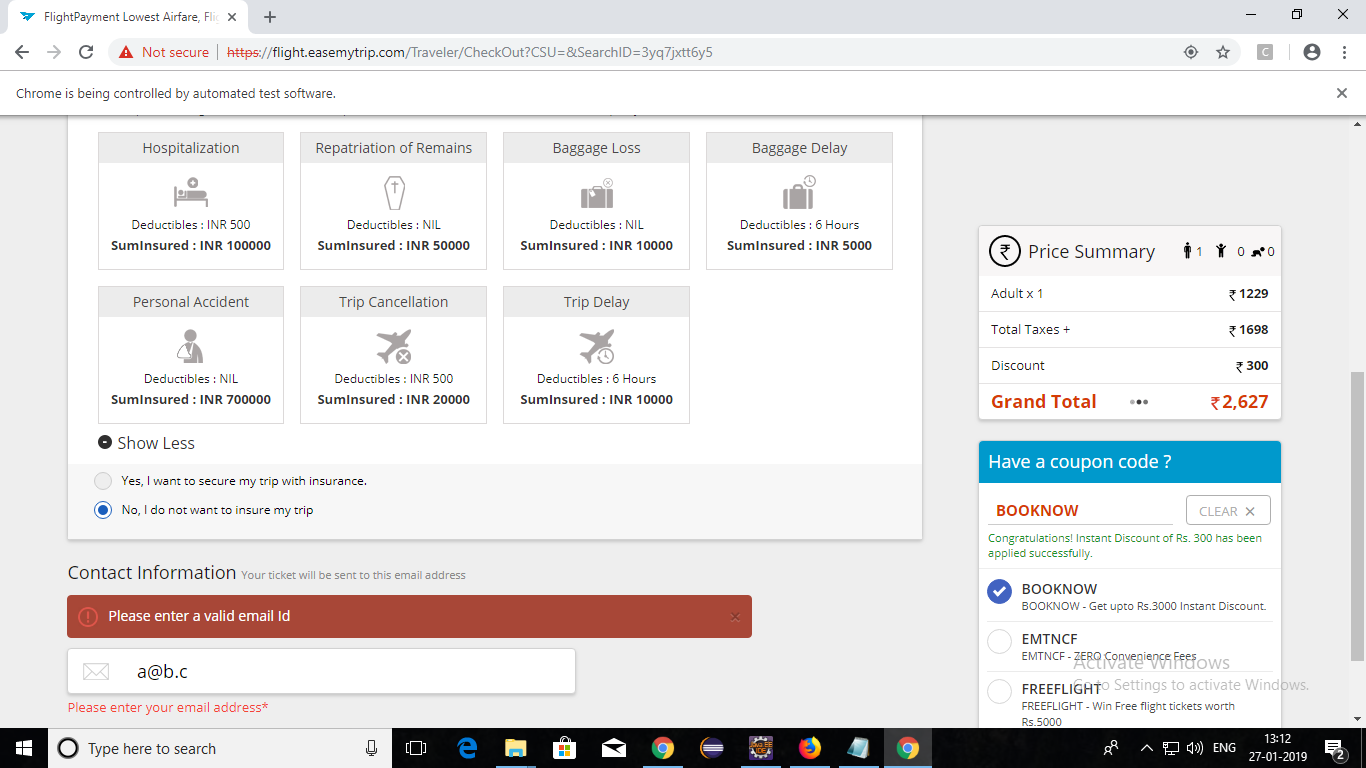 FlightPayment Lowest Airfare, Flig
Not secure
https://flight.easemytrip.com/Traveler/CheckOut?CSU=&SearchID=3yq7jxtt6y5
C
Chrome is being controlled by automated test software.
Hospitalization
Deductibles : INR 500
SumInsured : INR 100000
Repatriation of Remains
Deductibles : NIL
SumInsured : INR 50000
Baggage Loss
Deductibles : NIL
SumInsured : INR 10000
Baggage Delay
Deductibles : 6 Hours
SumInsured : INR 5000
Personal Accident
Deductibles : NIL
SumInsured : INR 700000
Trip Cancellation
Deductibles : INR 500
SumInsured : INR 20000
Trip Delay
Deductibles : 6 Hours
SumInsured : INR 10000
Show Less
Yes, I want to secure my trip with insurance.
No, I do not want to insure my trip
Contact Information Your ticket will be sent to this email address
Please enter a valid email Id
×
a@b.c
Please enter your email address*
₹ Price Summary 1 0 0
Adult x 1 ₹ 1229
Total Taxes + ₹ 1698
Discount ₹ 300
Grand Total ₹ 2,627
Have a coupon code ?
BOOKNOW CLEAR ×
Congratulations! Instant Discount of Rs. 300 has been
applied successfully.
BOOKNOW
BOOKNOW - Get upto Rs.3000 Instant Discount.
EMTNCF
EMTNCF - ZERO Convenience Fees
Activate Windows
Go to Settings to activate Windows.
FREEFLIGHT
FREEFLIGHT - Win Free flight tickets worth
Rs.5000
Type here to search
ENG
13:12
27-01-2019
2